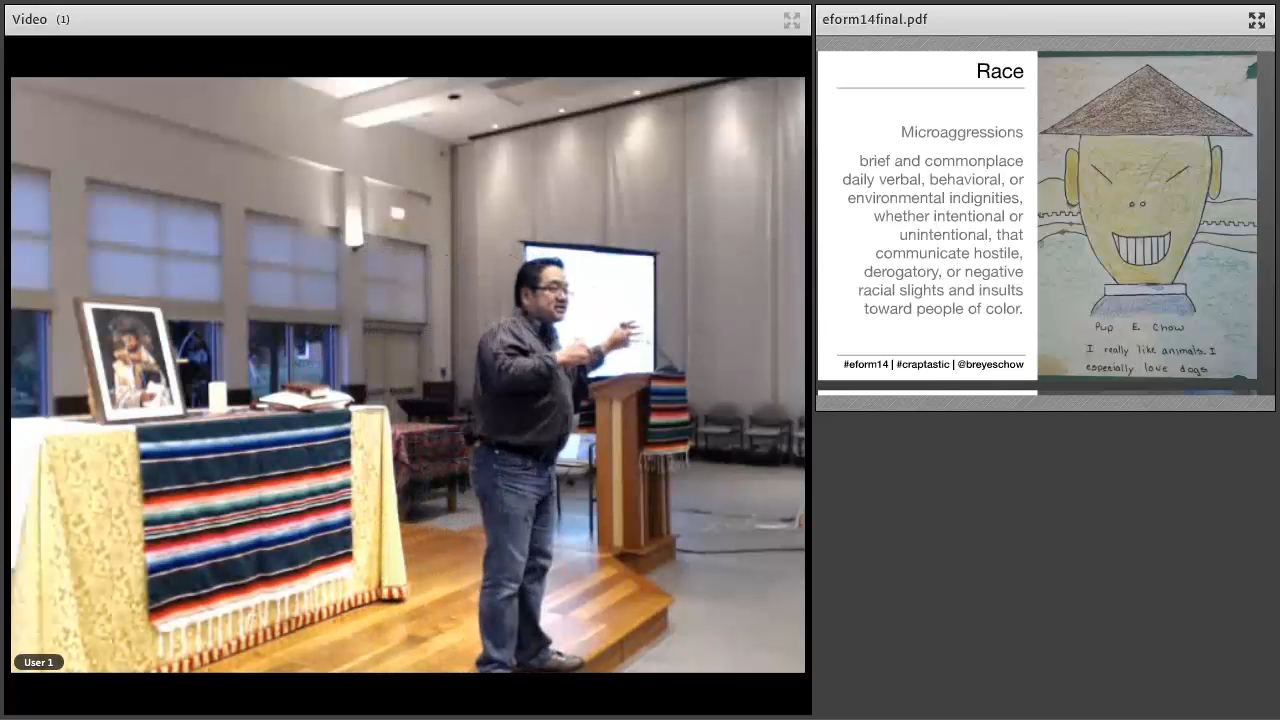 Video (1)
User 1
eform14final.pdf
Race
Microaggressions
brief and commonplace
daily verbal, behavioral, or
environmental indignities,
whether intentional or
unintentional, that
communicate hostile,
derogatory, or negative
racial slights and insults
toward people of color.
#eform14 | #craptastic | @breyeschow
Pup E. Chow
I really like animals. I
especially love dogs